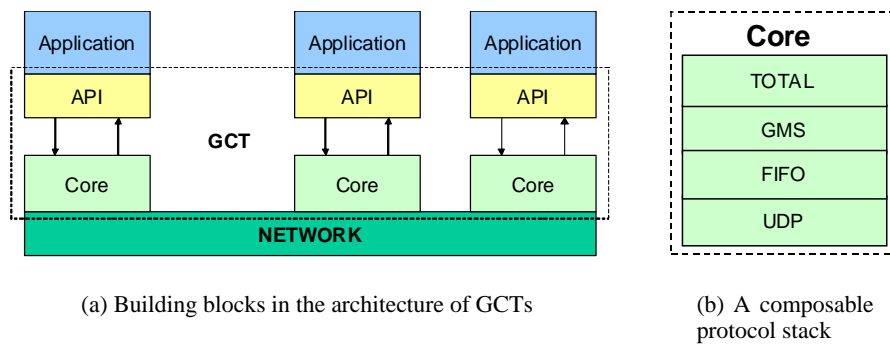 Application Application Application
API API API
GCT
Core Core Core
NETWORK
(a) Building blocks in the architecture of GCTs
Core
TOTAL
GMS
FIFO
UDP
(b) A composable
protocol stack